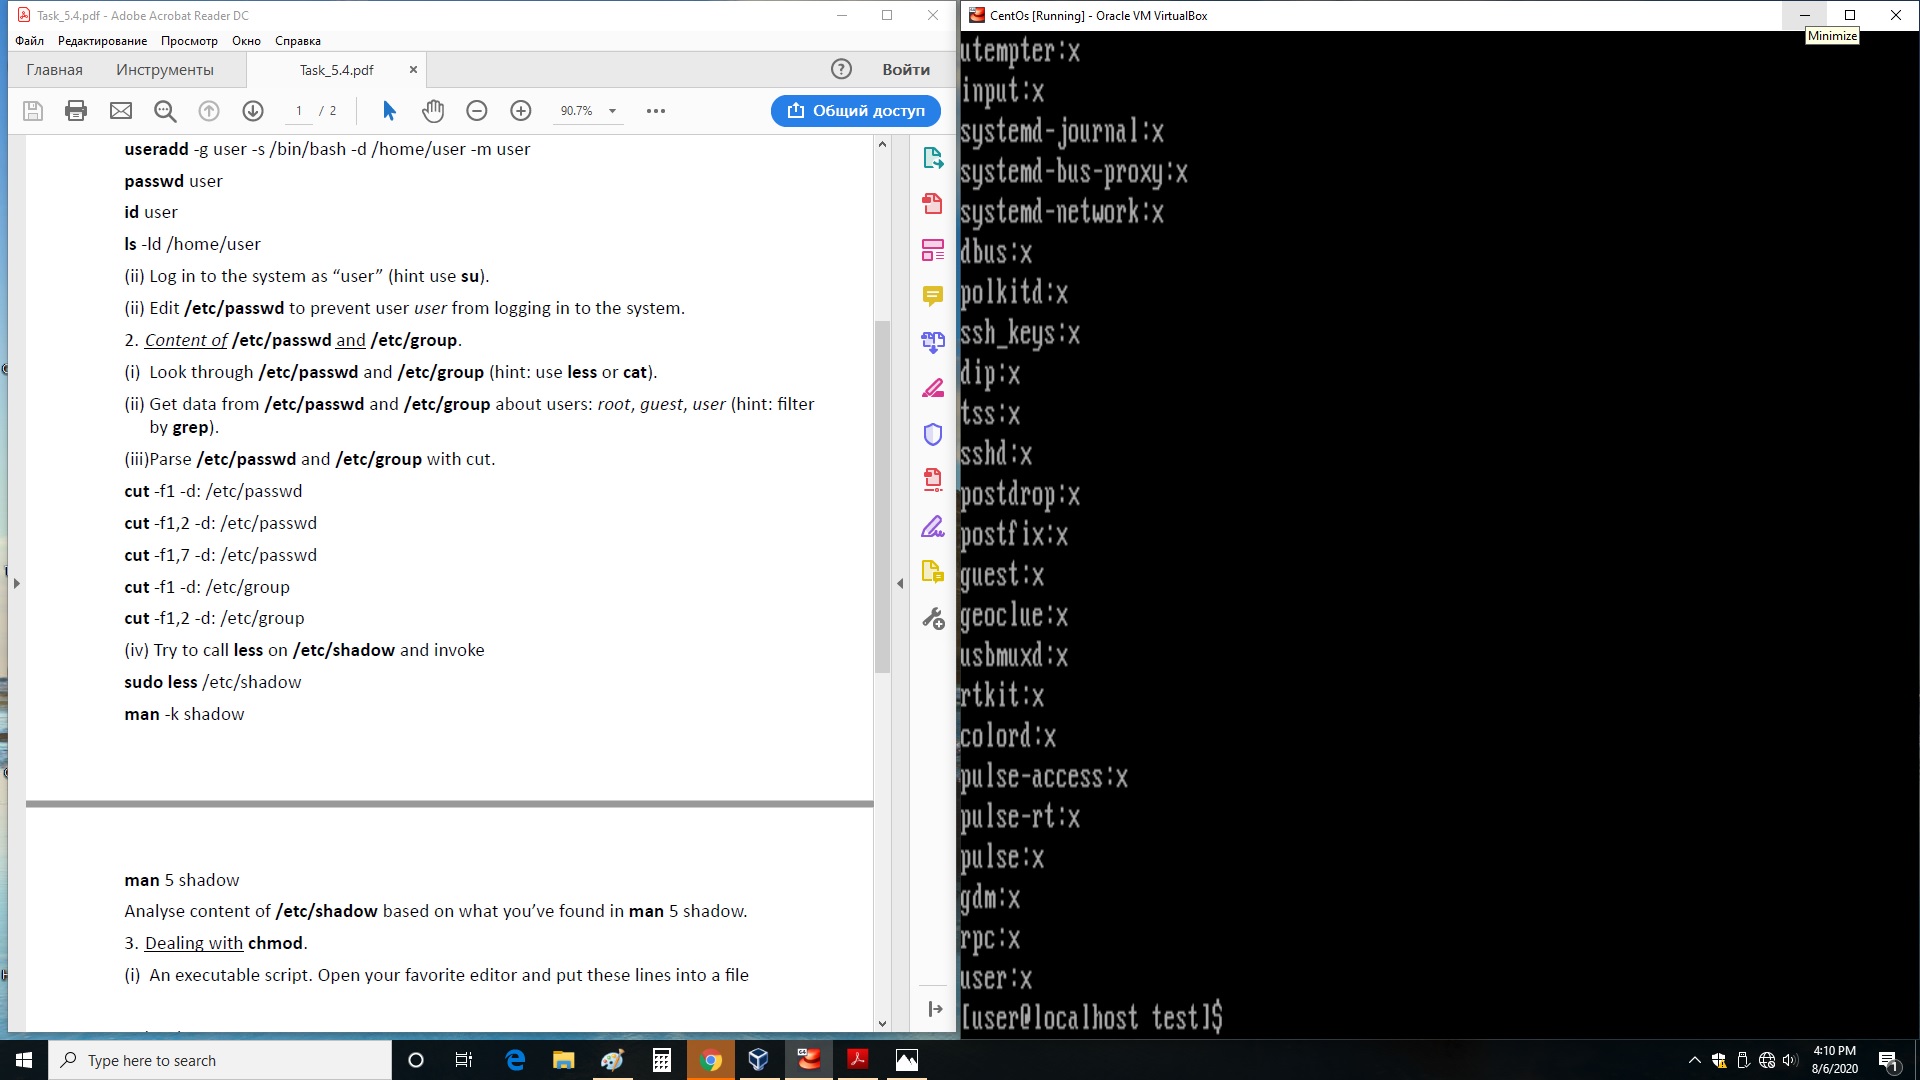 Task_5.4.pdf - Adobe Acrobat Reader DC
Файл Редактирование Просмотр Окно Справка
Главная Инструменты Task_5.4.pdf × ? Войти
1 / 2 90.7% Общий доступ
useradd -g user -s /bin/bash -d /home/user -m user
passwd user
id user
ls -ld /home/user
(ii) Log in to the system as “user” (hint use su).
(ii) Edit /etc/passwd to prevent user user from logging in to the system.
2. Content of /etc/passwd and /etc/group.
(i) Look through /etc/passwd and /etc/group (hint: use less or cat).
(ii) Get data from /etc/passwd and /etc/group about users: root, guest, user (hint: filter
by grep).
(iii)Parse /etc/passwd and /etc/group with cut.
cut -f1 -d: /etc/passwd
cut -f1,2 -d: /etc/passwd
cut -f1,7 -d: /etc/passwd
cut -f1 -d: /etc/group
cut -f1,2 -d: /etc/group
(iv) Try to call less on /etc/shadow and invoke
sudo less /etc/shadow
man -k shadow
man 5 shadow
Analyse content of /etc/shadow based on what you’ve found in man 5 shadow.
3. Dealing with chmod.
(i) An executable script. Open your favorite editor and put these lines into a file
CentOs [Running] - Oracle VM VirtualBox
Minimize
utempter:x
input:x
systemd-journal:x
systemd-bus-proxy:x
systemd-network:x
dbus:x
polkitd:x
ssh_keys:x
dip:x
tss:x
sshd:x
postdrop:x
postfix:x
guest:x
geoclue:x
usbmuxd:x
rtkit:x
colord:x
pulse-access:x
pulse-rt:x
pulse:x
gdm:x
rpc:x
user:x
[user@localhost test]$
Type here to search
4:10 PM
8/6/2020
1